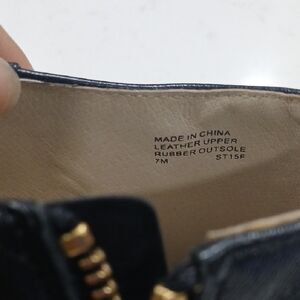 MADE IN CHINA
LEATHER UPPER
RUBBER OUTSOLE
7M ST15F